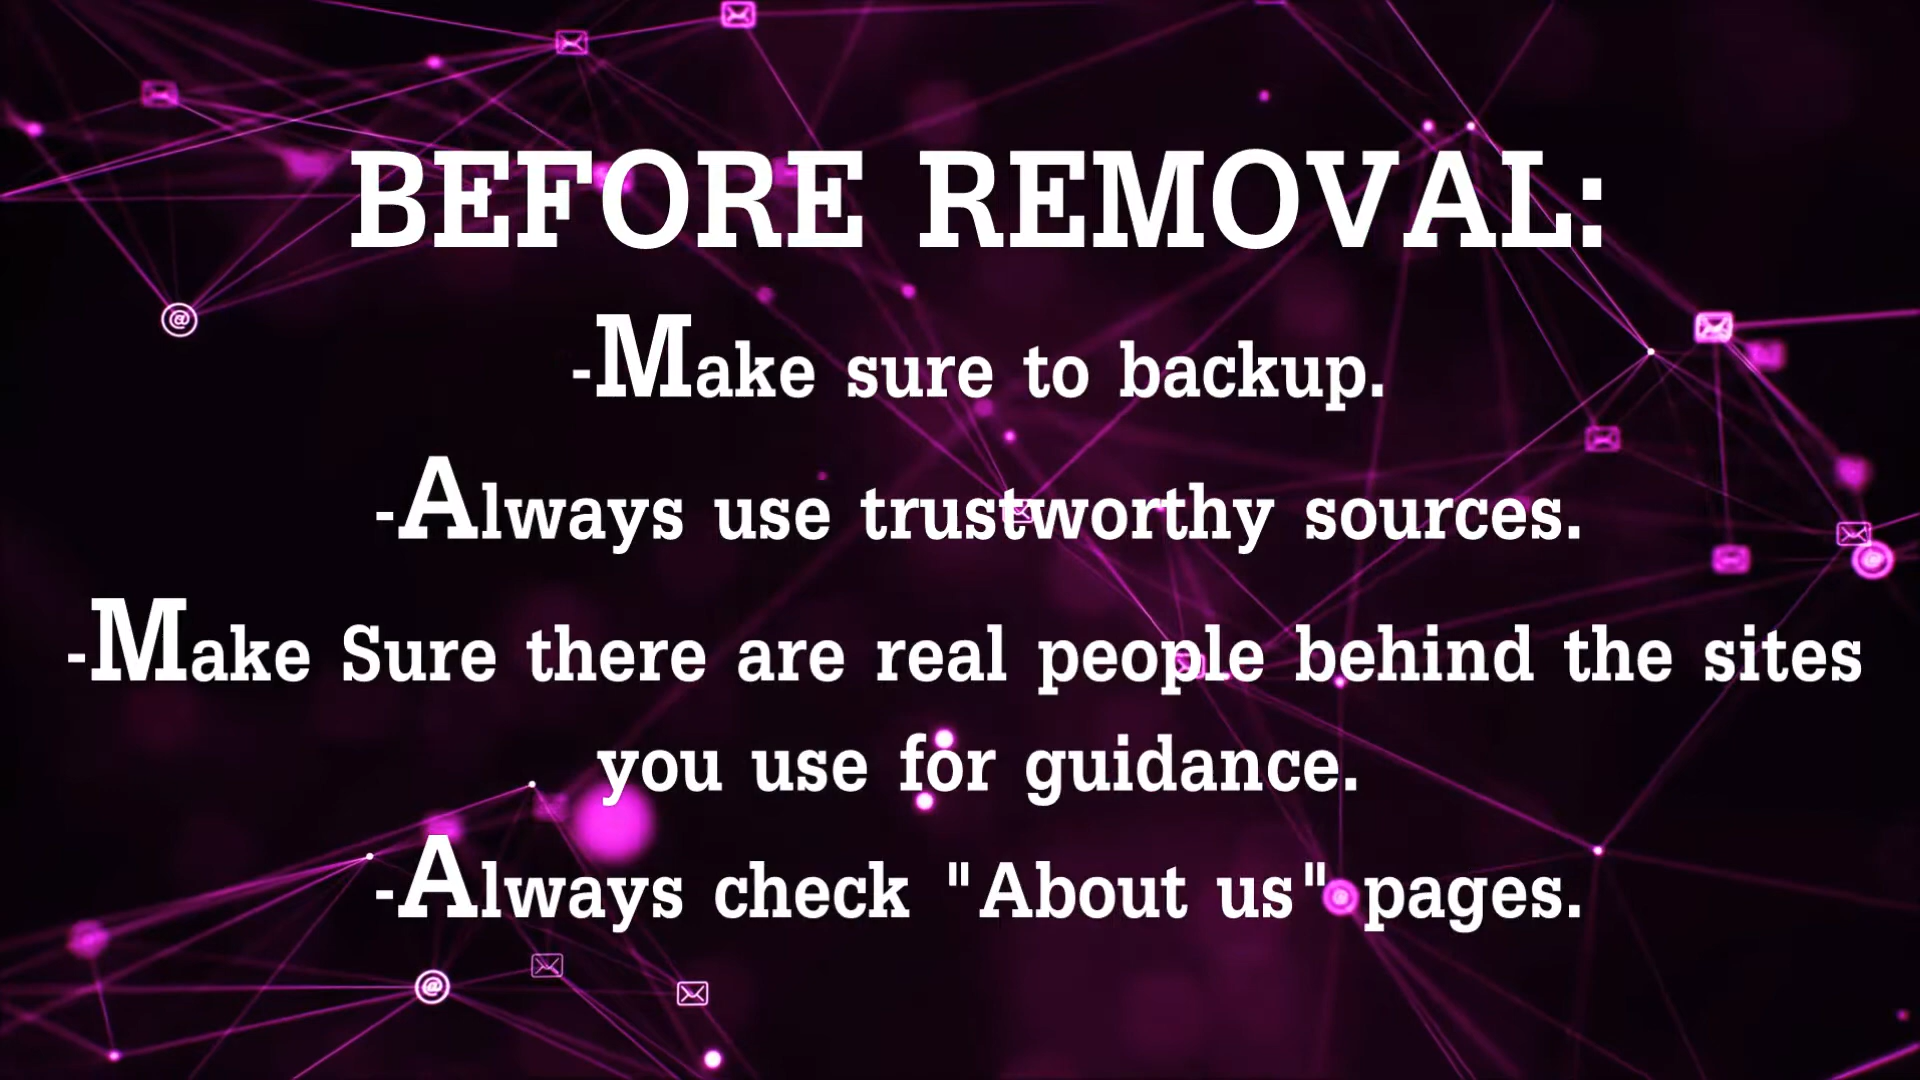 BEFORE REMOVAL:
-Make sure to backup.
-Always use trustworthy sources.
-Make Sure there are real people behind the sites
you use for guidance.
-Always check "About us" pages.